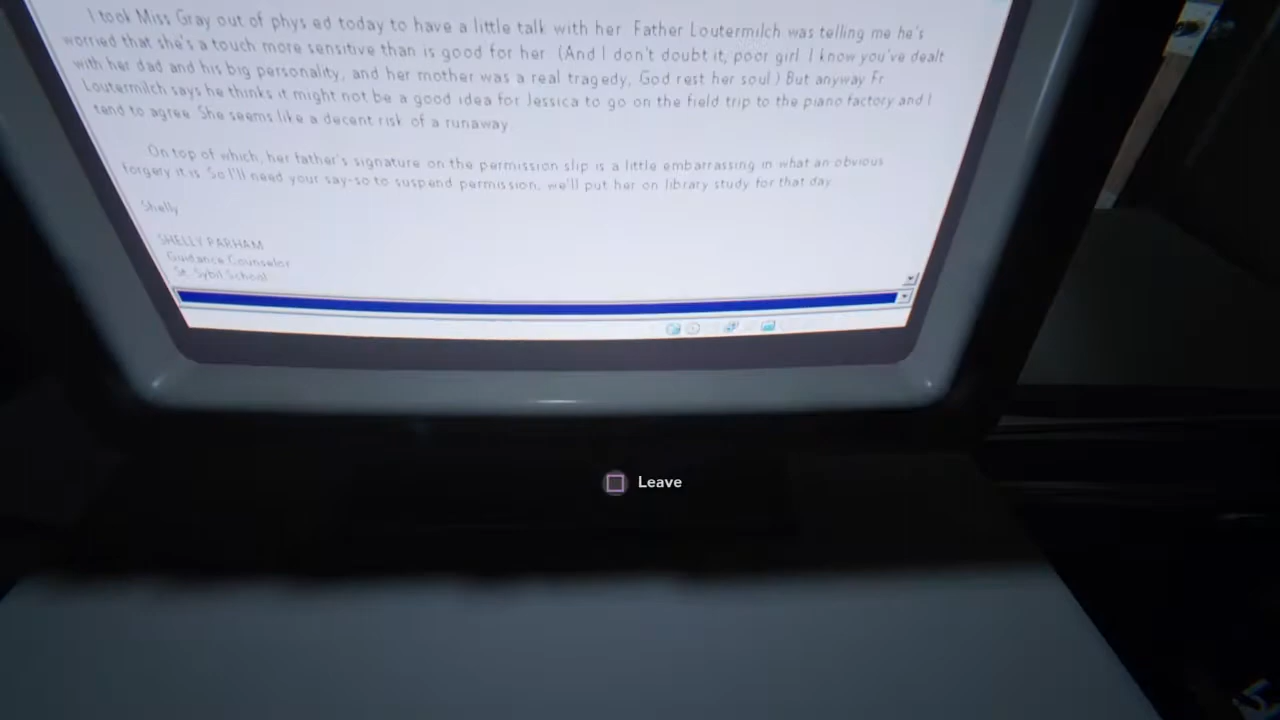 I took Miss Gray out of phys ed today to have a little talk with her Father Loutermilch was telling me he's
worried that she's a touch more sensitive than is good for her (And I don't doubt it, poor girl I know you've dealt
with her dad and his big personality, and her mother was a real tragedy, God rest her soul ) But anyway Fr
Loutermilch says he thinks it might not be a good idea for Jessica to go on the field trip to the piano factory and I
tend to agree She seems like a decent risk of a runaway
On top of which, her father's signature on the permission slip is a little embarrassing in what an obvious
forgery it is So I'll need your say-so to suspend permission, we'll put her on library study for that day
Shelly
SHELLY PARHAM
Guidance Counselor
St. Sybil School
Leave